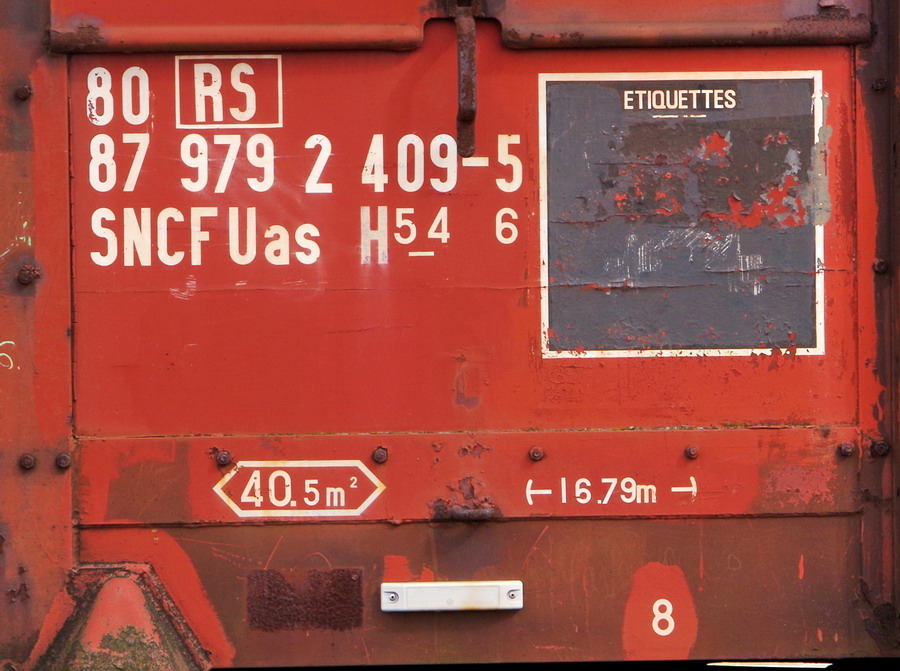 80 RS
87 979 2 409-5
SNCF Uas H54 6
ETIQUETTES
40.5m²
16.79m
8